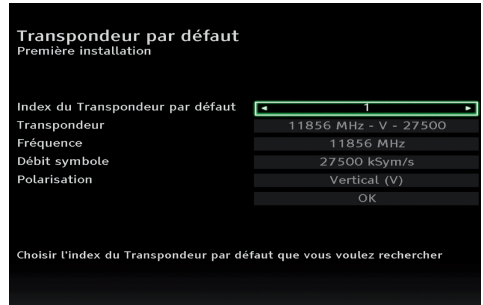 Transpondeur par défaut
Première installation
Index du Transpondeur par défaut 1
Transpondeur 11856 MHz - V - 27500
Fréquence 11856 MHz
Débit symbole 27500 kSym/s
Polarisation Vertical (V)
OK
Choisir l'index du Transpondeur par défaut que vous voulez rechercher